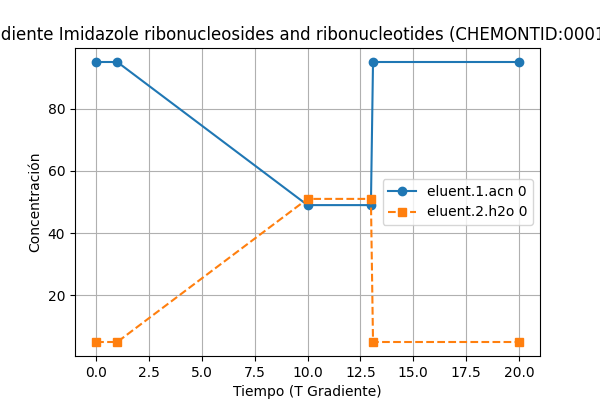 diente Imidazole ribonucleosides and ribonucleotides (CHEMONTID:0001
Concentración
80
60
40
20
eluent.1.acn 0
eluent.2.h2o 0
0.0 2.5 5.0 7.5 10.0 12.5 15.0 17.5 20.0
Tiempo (T Gradiente)